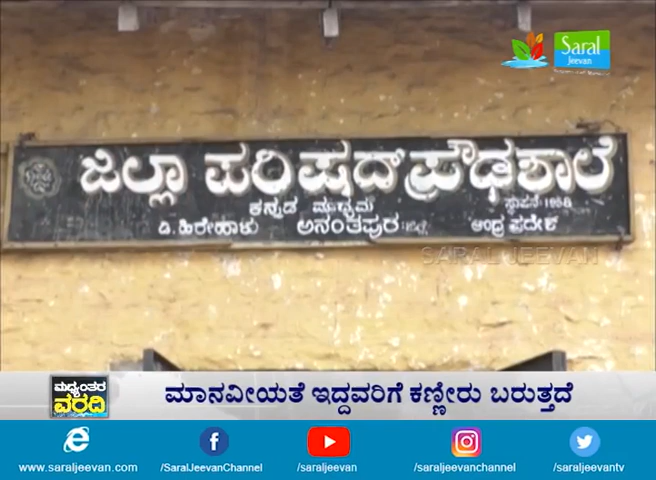 Saral
Jeevan
ಜಿಲ್ಲಾ ಪರಿಷದ್ ಪ್ರೌಢಶಾಲೆ
ಕನ್ನಡ ಮಾಧ್ಯಮ
ಸ್ಥಾಪನೆ:
ಡಿ.ಹಿರೇಹಾಳು ಅನಂತಪುರ ಜಿಲ್ಲೆ ಆಂಧ್ರ ಪ್ರದೇಶ
SARAL JEEVAN
ಮಧ್ಯಂತರ
ವರದಿ
ಮಾನವೀಯತೆ ಇದ್ದವರಿಗೆ ಕಣ್ಣೀರು ಬರುತ್ತದೆ
www.saraljeevan.com /SaralJeevanChannel /saraljeevan /saraljeevanchannel /saraljeevantv